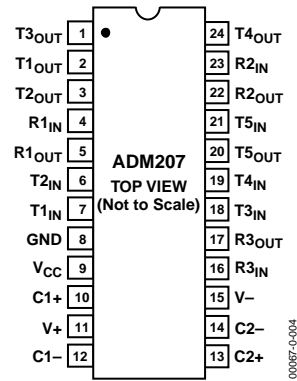 T3OUT 1 24 T4OUT
T1OUT 2 23 R2IN
T2OUT 3 22 R2OUT
R1IN 4 21 T5IN
R1OUT 5 20 T5OUT
ADM207
T2IN 6 19 T4IN
TOP VIEW
(Not to Scale)
T1IN 7 18 T3IN
GND 8 17 R3OUT
VCC 9 16 R3IN
C1+ 10 15 V–
V+ 11 14 C2–
C1– 12 13 C2+
00067-0-004